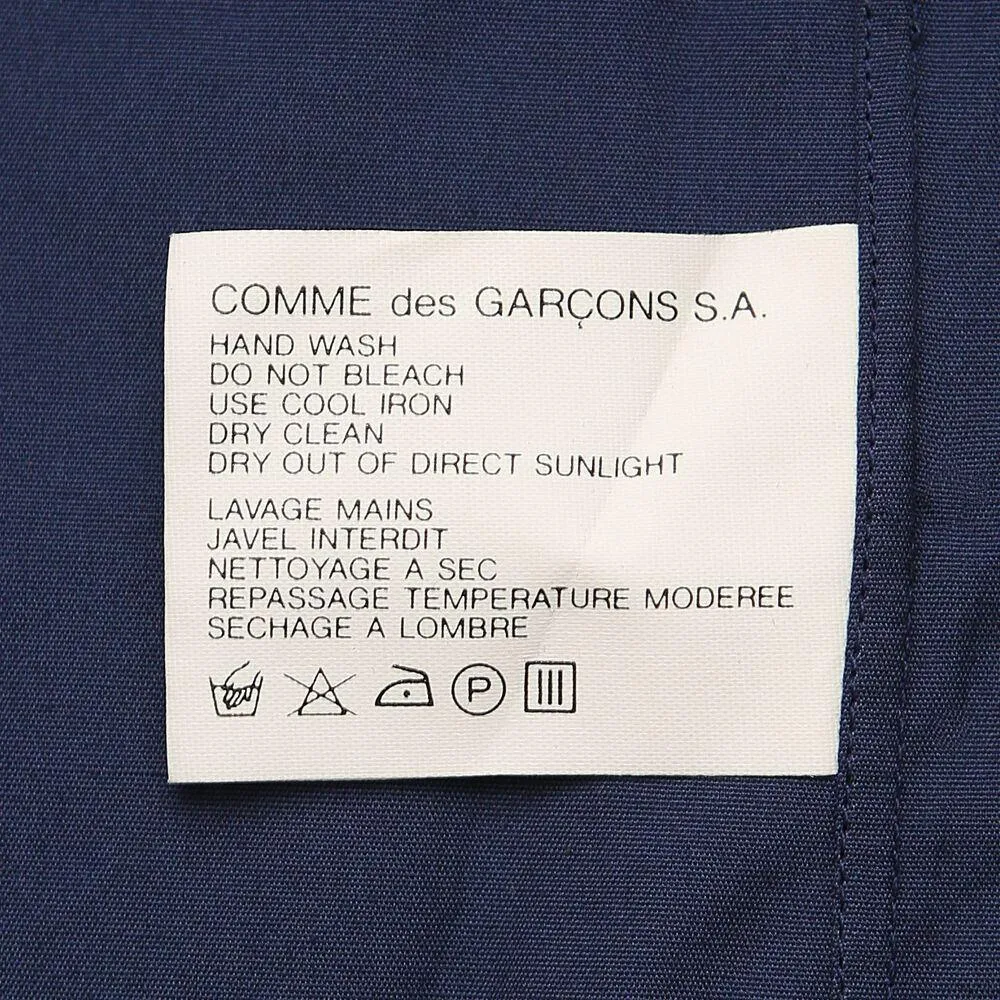 COMME des GARÇONS S.A.
HAND WASH
DO NOT BLEACH
USE COOL IRON
DRY CLEAN
DRY OUT OF DIRECT SUNLIGHT
LAVAGE MAINS
JAVEL INTERDIT
NETTOYAGE A SEC
REPASSAGE TEMPERATURE MODEREE
SECHAGE A LOMBRE
P